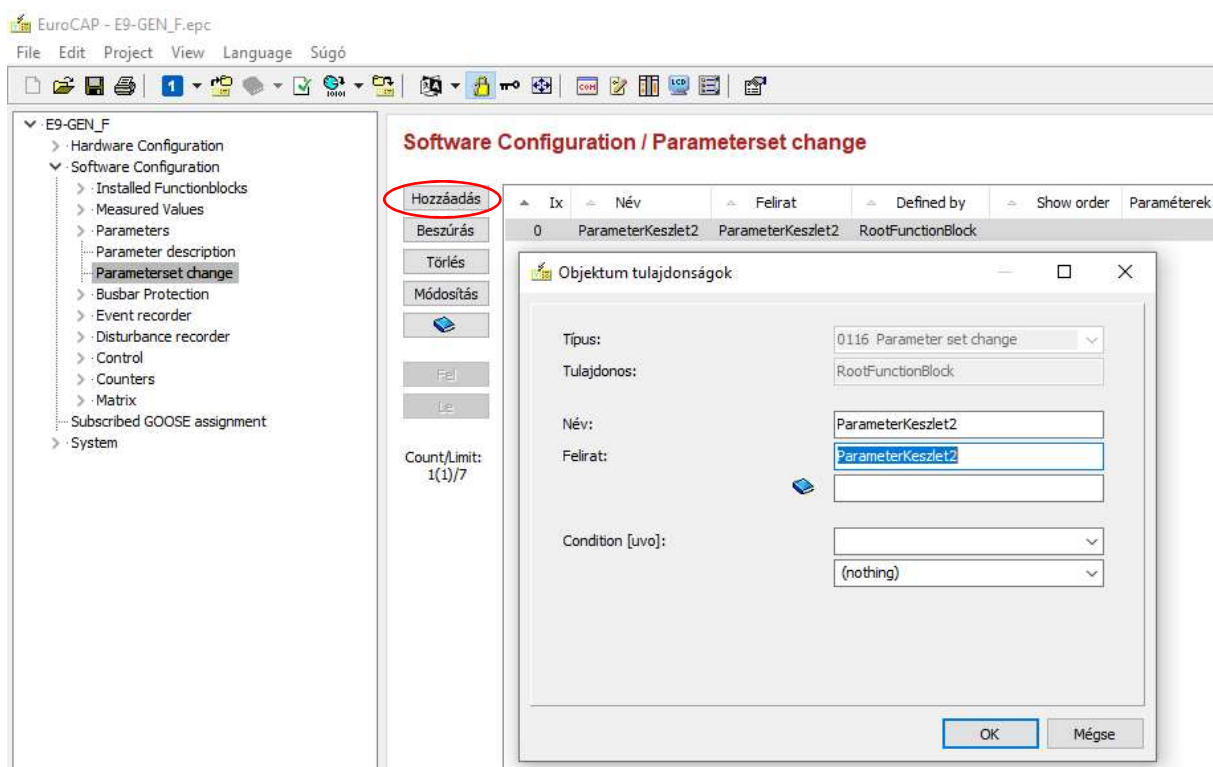 EuroCAP - E9-GEN_F.epc
File Edit Project View Language Súgó
E9-GEN_F
Hardware Configuration
Software Configuration
Installed Functionblocks
Measured Values
Parameters
Parameter description
Parameterset change
Busbar Protection
Event recorder
Disturbance recorder
Control
Counters
Matrix
Subscribed GOOSE assignment
System
Software Configuration / Parameterset change
Hozzáadás
Beszúrás
Törlés
Módosítás
Fel
Le
Count/Limit:
1(1)/7
Ix Név Felirat Defined by Show order Paraméterek
0 ParameterKeszlet2 ParameterKeszlet2 RootFunctionBlock
Objektum tulajdonságok
Típus: 0116 Parameter set change
Tulajdonos: RootFunctionBlock
Név: ParameterKeszlet2
Felirat: ParameterKeszlet2
Condition [uvo]:
(nothing)
OK Mégse